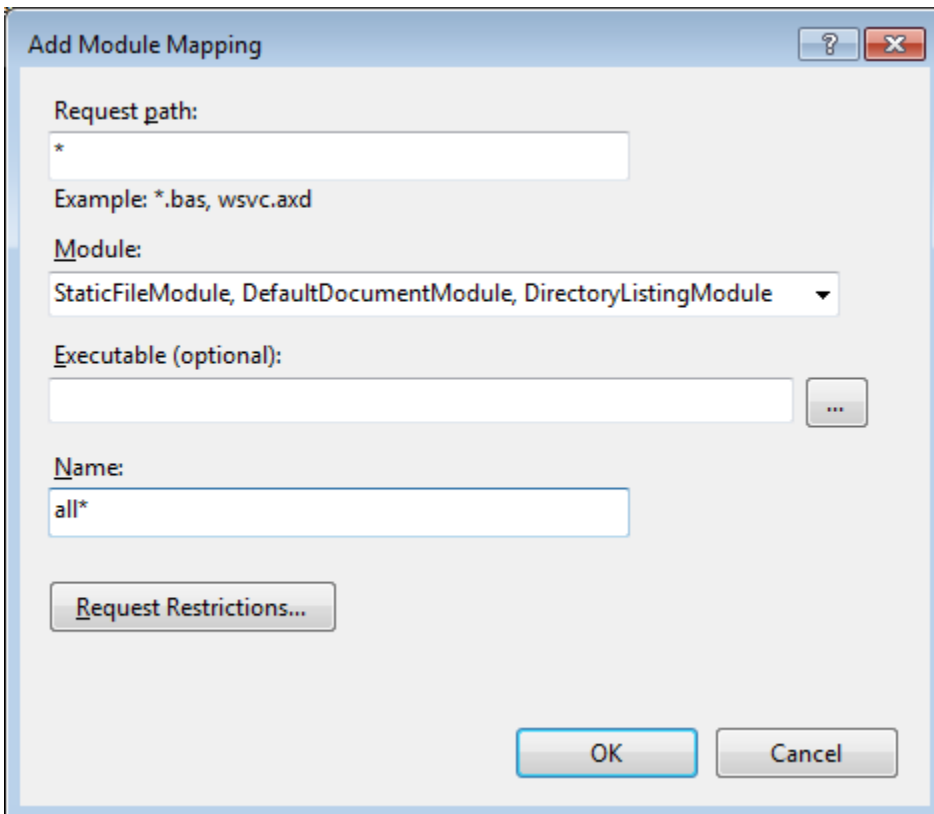 Add Module Mapping
Request path:
*
Example: *.bas, wsvc.axd
Module:
StaticFileModule, DefaultDocumentModule, DirectoryListingModule
Executable (optional):
...
Name:
all*
Request Restrictions...
OK Cancel